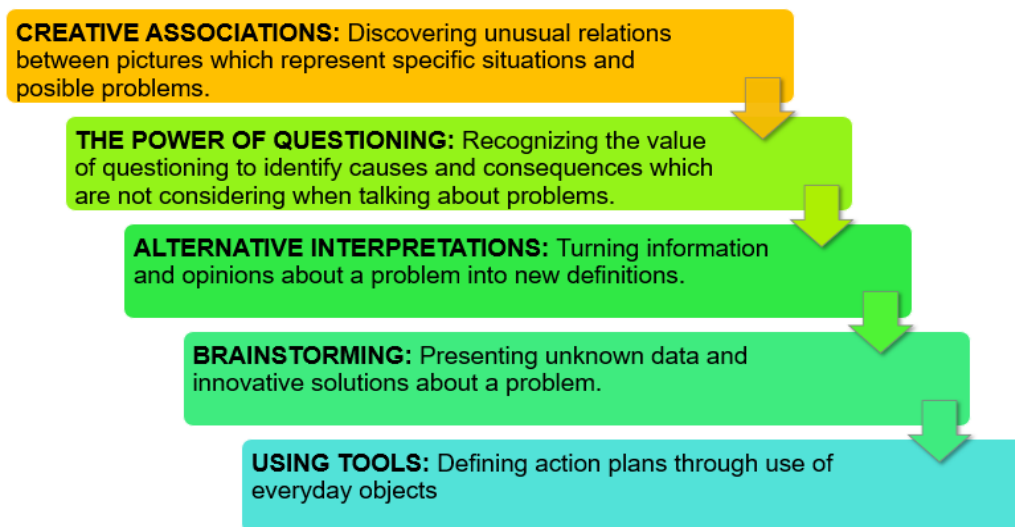 CREATIVE ASSOCIATIONS: Discovering unusual relations
between pictures which represent specific situations and
posible problems.
THE POWER OF QUESTIONING: Recognizing the value
of questioning to identify causes and consequences which
are not considering when talking about problems.
ALTERNATIVE INTERPRETATIONS: Turning information
and opinions about a problem into new definitions.
BRAINSTORMING: Presenting unknown data and
innovative solutions about a problem.
USING TOOLS: Defining action plans through use of
everyday objects